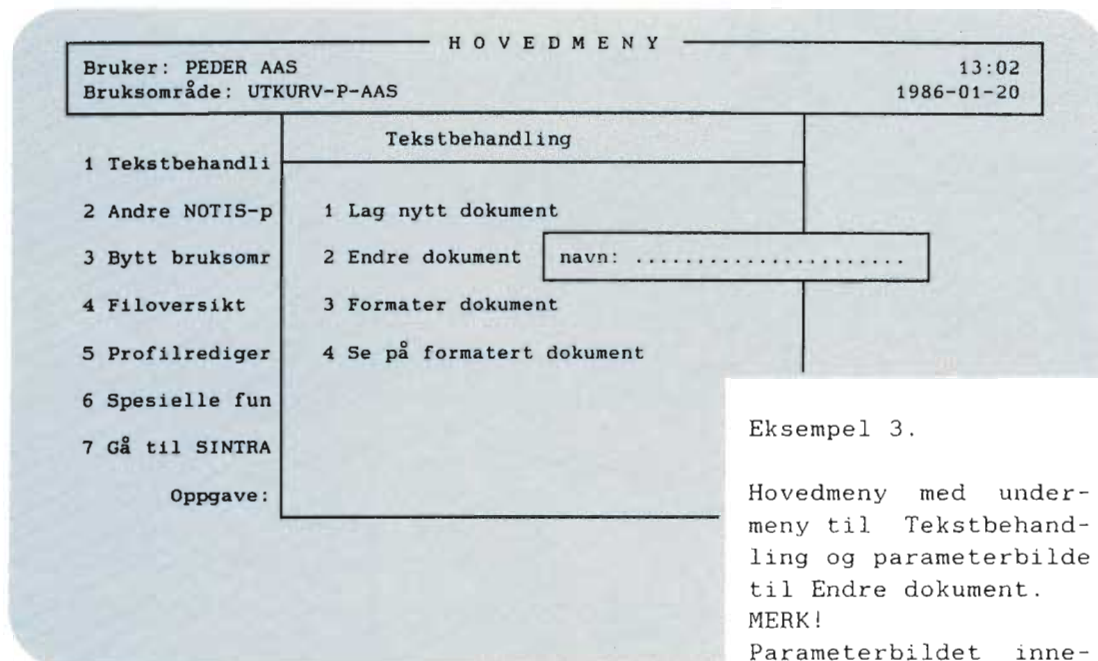 HOVEDMENY
Bruker: PEDER AAS 13:02
Bruksområde: UTKURV-P-AAS 1986-01-20
Tekstbehandling
1 Tekstbehandli
2 Andre NOTIS-p
3 Bytt bruksomr
4 Filoversikt
5 Profilrediger
6 Spesielle fun
7 Gå til SINTRA
Oppgave:
1 Lag nytt dokument
2 Endre dokument
navn: ......................
3 Formater dokument
4 Se på formatert dokument
Eksempel 3.
Hovedmeny med under-
meny til Tekstbehand-
ling og parameterbilde
til Endre dokument.
MERK!
Parameterbildet inne-